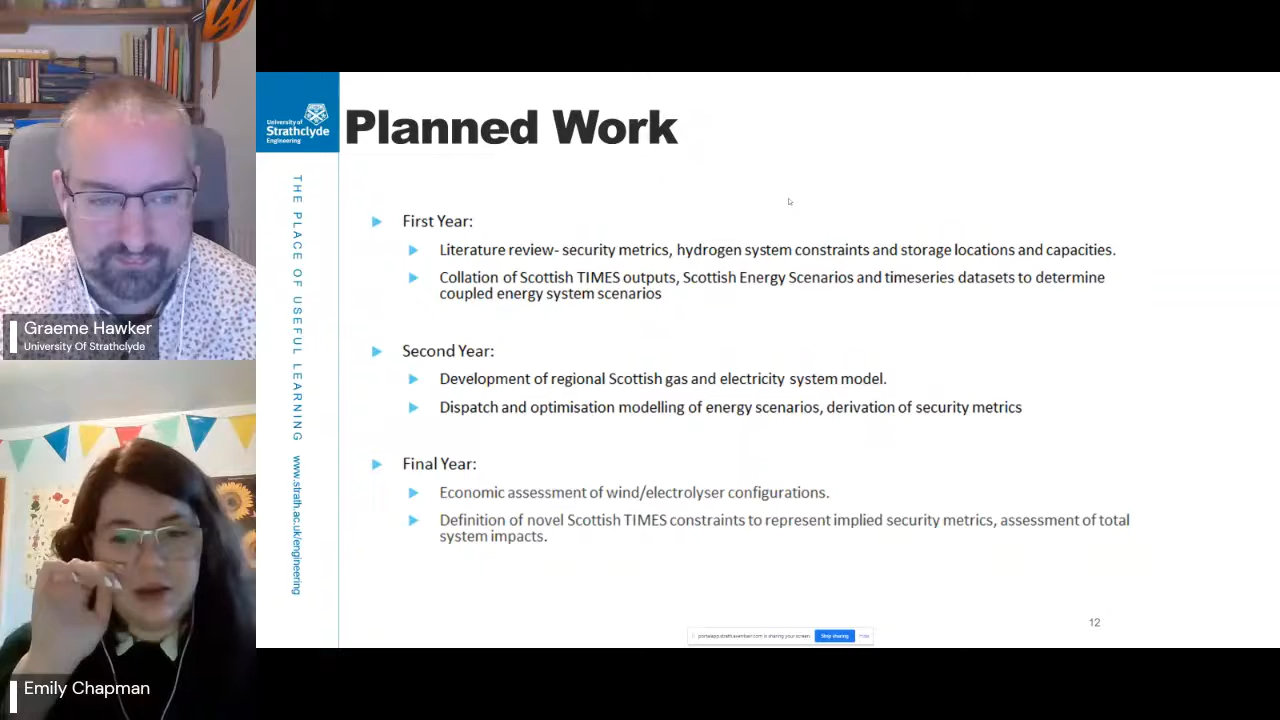 Graeme Hawker
University Of Strathclyde
Emily Chapman
University of
Strathclyde
Engineering
THE PLACE OF USEFUL LEARNING www.strath.ac.uk/engineering
Planned Work
First Year:
Literature review- security metrics, hydrogen system constraints and storage locations and capacities.
Collation of Scottish TIMES outputs, Scottish Energy Scenarios and timeseries datasets to determine
coupled energy system scenarios
Second Year:
Development of regional Scottish gas and electricity system model.
Dispatch and optimisation modelling of energy scenarios, derivation of security metrics
Final Year:
Economic assessment of wind/electrolyser configurations.
Definition of novel Scottish TIMES constraints to represent implied security metrics, assessment of total
system impacts.
12
is sharing your screen.
Stop sharing
Hide